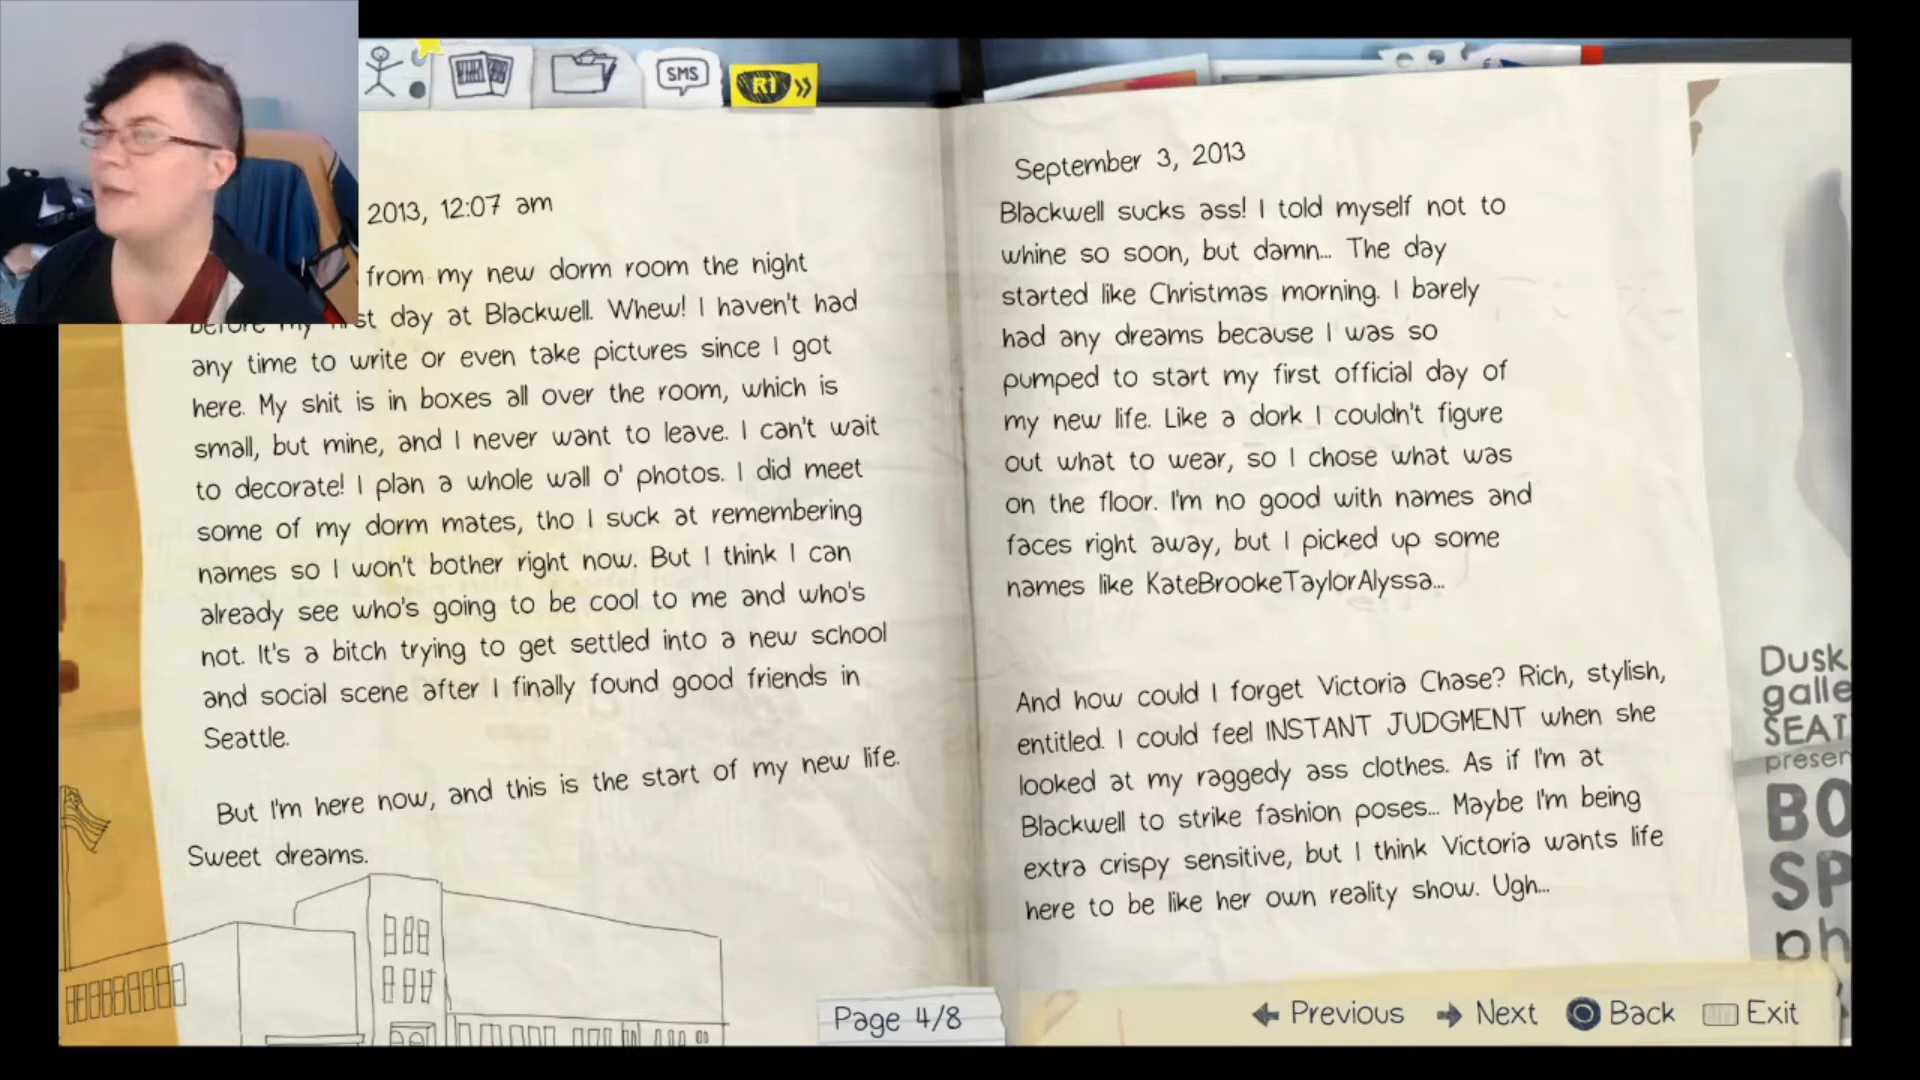 SMS
R1
2013, 12:07 am
from my new dorm room the night
before my first day at Blackwell. Whew! I haven't had
any time to write or even take pictures since I got
here. My shit is in boxes all over the room, which is
small, but mine, and I never want to leave. I can't wait
to decorate! I plan a whole wall o' photos. I did meet
some of my dorm mates, tho I suck at remembering
names so I won't bother right now. But I think I can
already see who's going to be cool to me and who's
not. It's a bitch trying to get settled into a new school
and social scene after I finally found good friends in
Seattle.
But I'm here now, and this is the start of my new life.
Sweet dreams.
September 3, 2013
Blackwell sucks ass! I told myself not to
whine so soon, but damn... The day
started like Christmas morning. I barely
had any dreams because I was so
pumped to start my first official day of
my new life. Like a dork I couldn't figure
out what to wear, so I chose what was
on the floor. I'm no good with names and
faces right away, but I picked up some
names like KateBrookeTaylorAlyssa...
And how could I forget Victoria Chase? Rich, stylish,
entitled. I could feel INSTANT JUDGMENT when she
looked at my raggedy ass clothes. As if I'm at
Blackwell to strike fashion poses... Maybe I'm being
extra crispy sensitive, but I think Victoria wants life
here to be like her own reality show. Ugh...
Dusk
galle
SEAT
presen
BO
SP
ph
Page 4/8
Previous
Next
Back
Exit